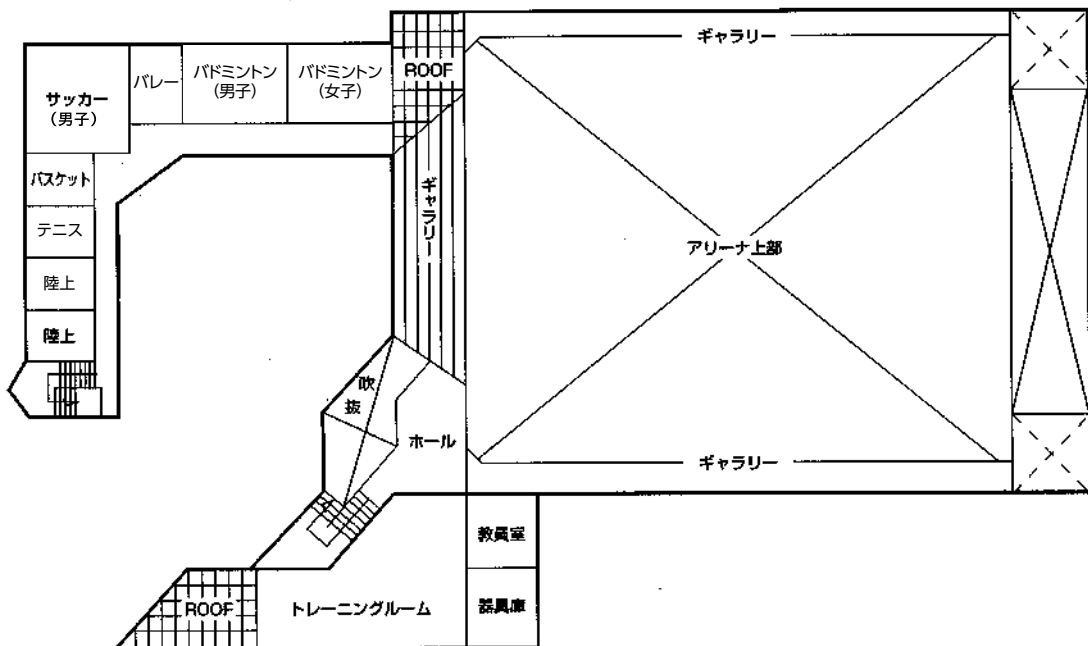 ギャラリー
ROOF
バレー
バドミントン
(男子)
バドミントン
(女子)
サッカー
(男子)
バスケット
テニス
陸上
陸上
ギャラリー
アリーナ上部
吹
抜
ホール
ギャラリー
教員室
ROOF
トレーニングルーム
器具庫